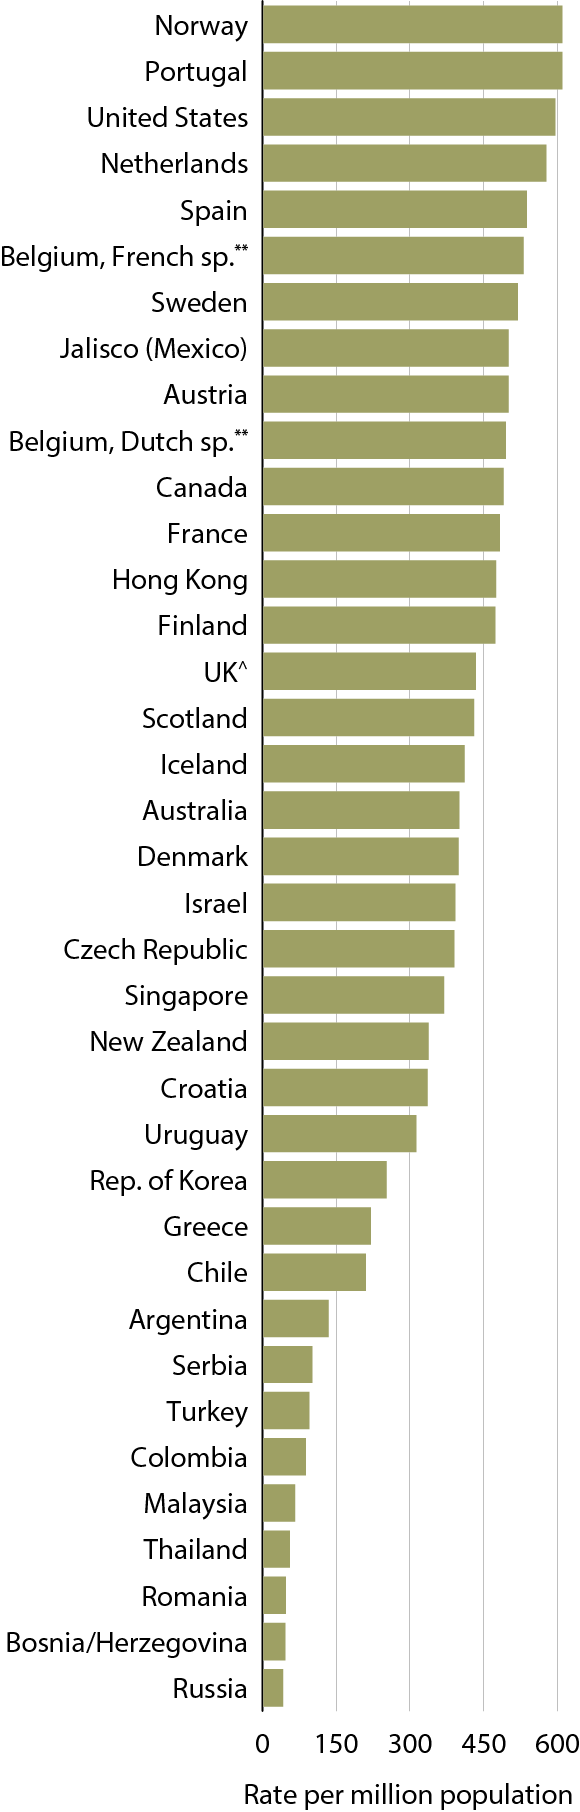 Norway
Portugal
United States
Netherlands
Spain
Belgium, French sp.**
Sweden
Jalisco (Mexico)
Austria
Belgium, Dutch sp.**
Canada
France
Hong Kong
Finland
UK^
Scotland
Iceland
Australia
Denmark
Israel
Czech Republic
Singapore
New Zealand
Croatia
Uruguay
Rep. of Korea
Greece
Chile
Argentina
Serbia
Turkey
Colombia
Malaysia
Thailand
Romania
Bosnia/Herzegovina
Russia
0 150 300 450 600
Rate per million population